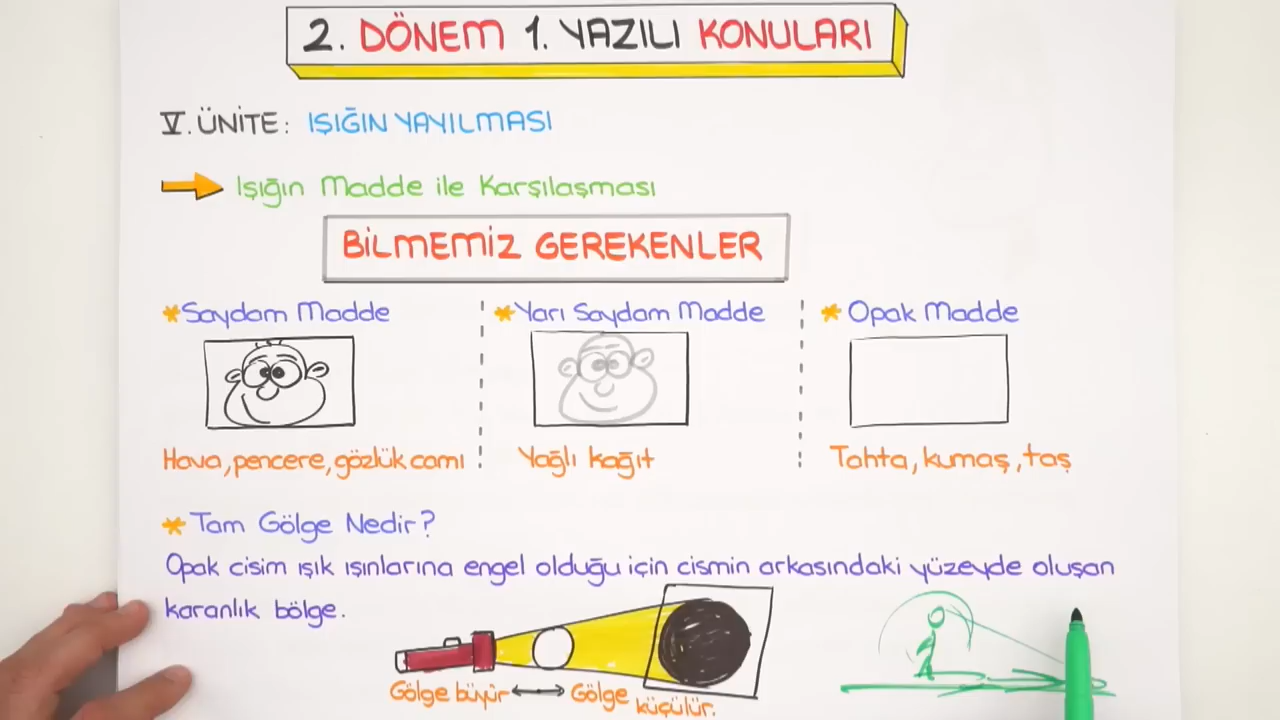 2. DÖNEM 1. YAZILI KONULARI
V. ÜNİTE: IŞIĞIN YAYILMASI
Işığın Madde ile Karşılaşması
BİLMEMİZ GEREKENLER
* Saydam Madde
* Yarı Saydam Madde
* Opak Madde
Hava, pencere, gözlük camı
Yağlı kağıt
Tahta, kumaş, taş
* Tam Gölge Nedir?
Opak cisim ışık ışınlarına engel olduğu için cismin arkasındaki yüzeyde oluşan
karanlık bölge.
Gölge büyür ↔ Gölge küçülür.